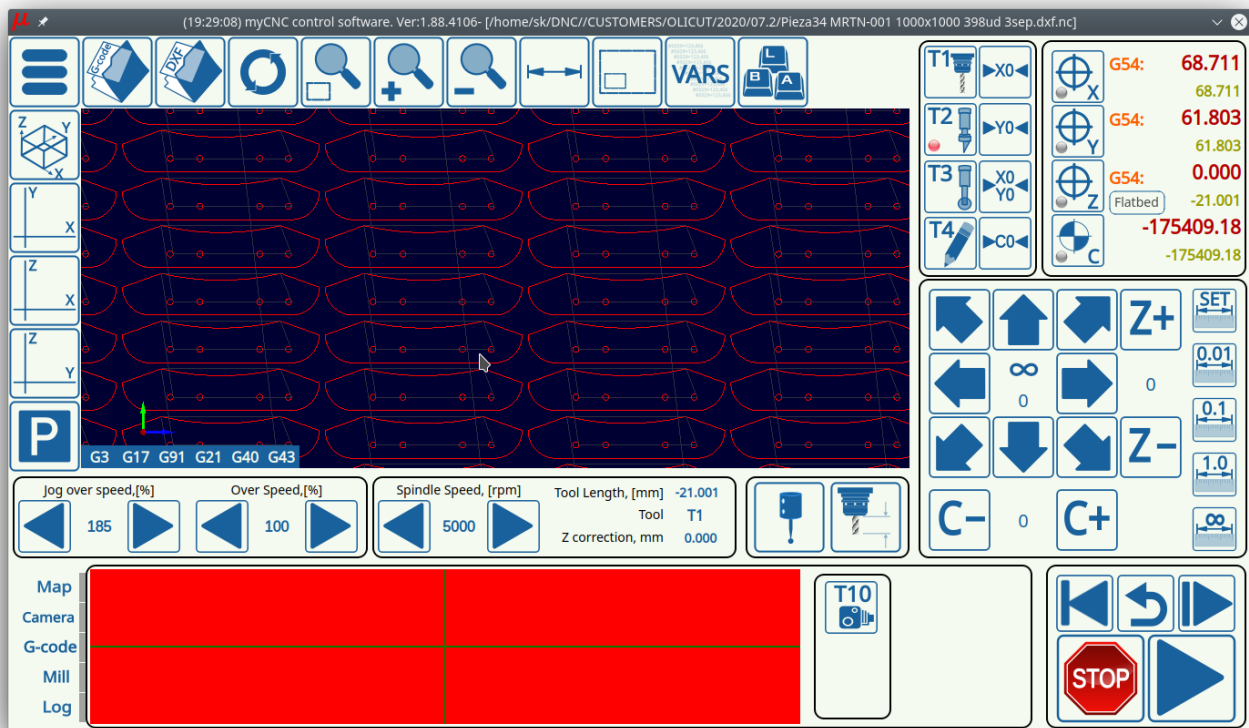 (19:29:08) myCNC control software. Ver:1.88.4106- [/home/sk/DNC//CUSTOMERS/OLICUT/2020/07.2/Pieza34 MRTN-001 1000x1000 398ud 3sep.dxf.nc]
G-code
DXF
VARS
L
B
A
Z
Y
X
Y
X
Z
X
Z
Y
P
G3 G17 G91 G21 G40 G43
T1
▶X0◀
T2
▶Y0◀
T3
X0
▶◀
Y0
T4
▶C0◀
X
G54: 68.711
68.711
Y
G54: 61.803
61.803
Z
G54: 0.000
Flatbed -21.001
C
-175409.18
-175409.18
Z+
SET
0.01
∞
0
0
0.1
Z-
1.0
C-
0
C+
∞
Jog over speed,[%]
185
Over Speed,[%]
100
Spindle Speed, [rpm]
5000
Tool Length, [mm] -21.001
Tool T1
Z correction, mm 0.000
Map
Camera
G-code
Mill
Log
T10
STOP